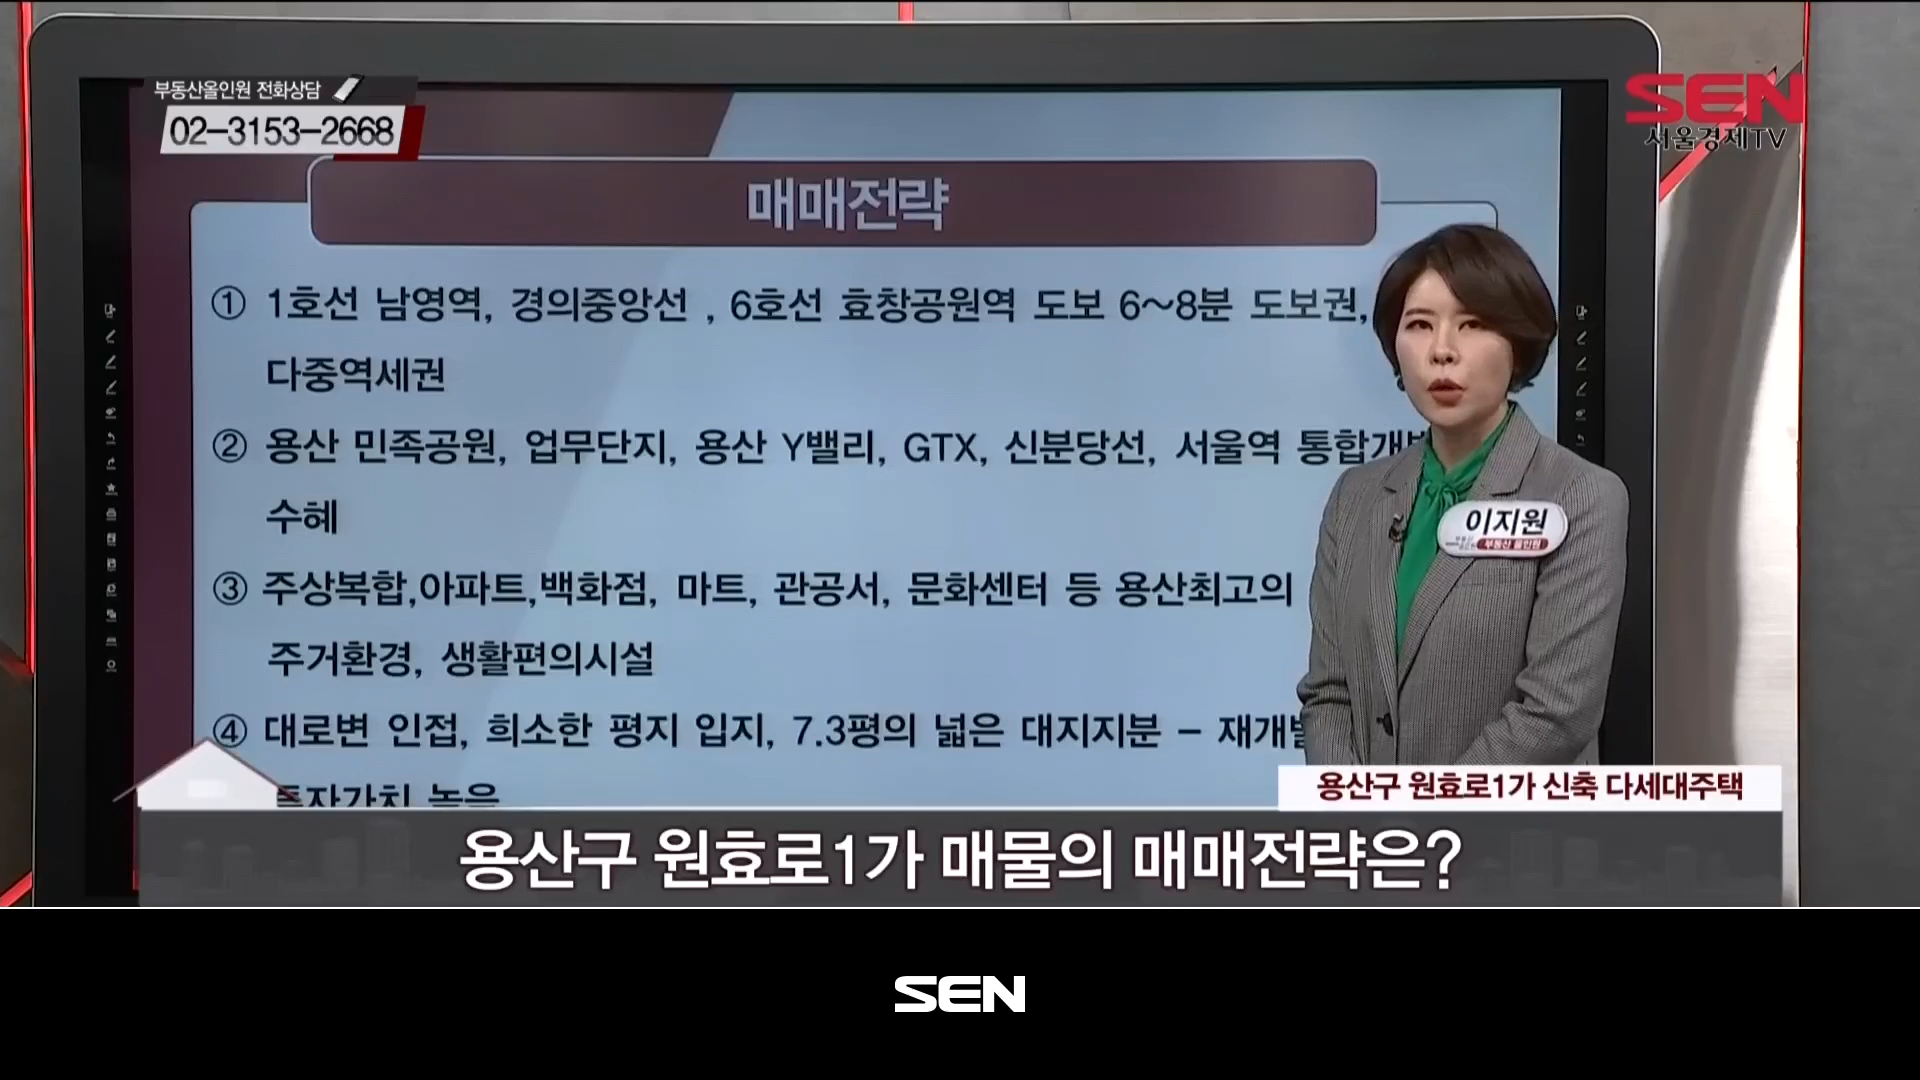 부동산올인원 전화상담
02-3153-2668
SEN
서울경제TV
매매전략
① 1호선 남영역, 경의중앙선 , 6호선 효창공원역 도보 6~8분 도보권,
다중역세권
② 용산 민족공원, 업무단지, 용산 Y밸리, GTX, 신분당선, 서울역
수혜
③ 주상복합,아파트,백화점, 마트, 관공서, 문화센터 등 용산최고의
주거환경, 생활편의시설
④ 대로변 인접, 희소한 평지 입지, 7.3평의 넓은 대지지분 -
이지원
부동산 올인원
용산구 원효로1가 신축 다세대주택
용산구 원효로1가 매물의 매매전략은?
SEN